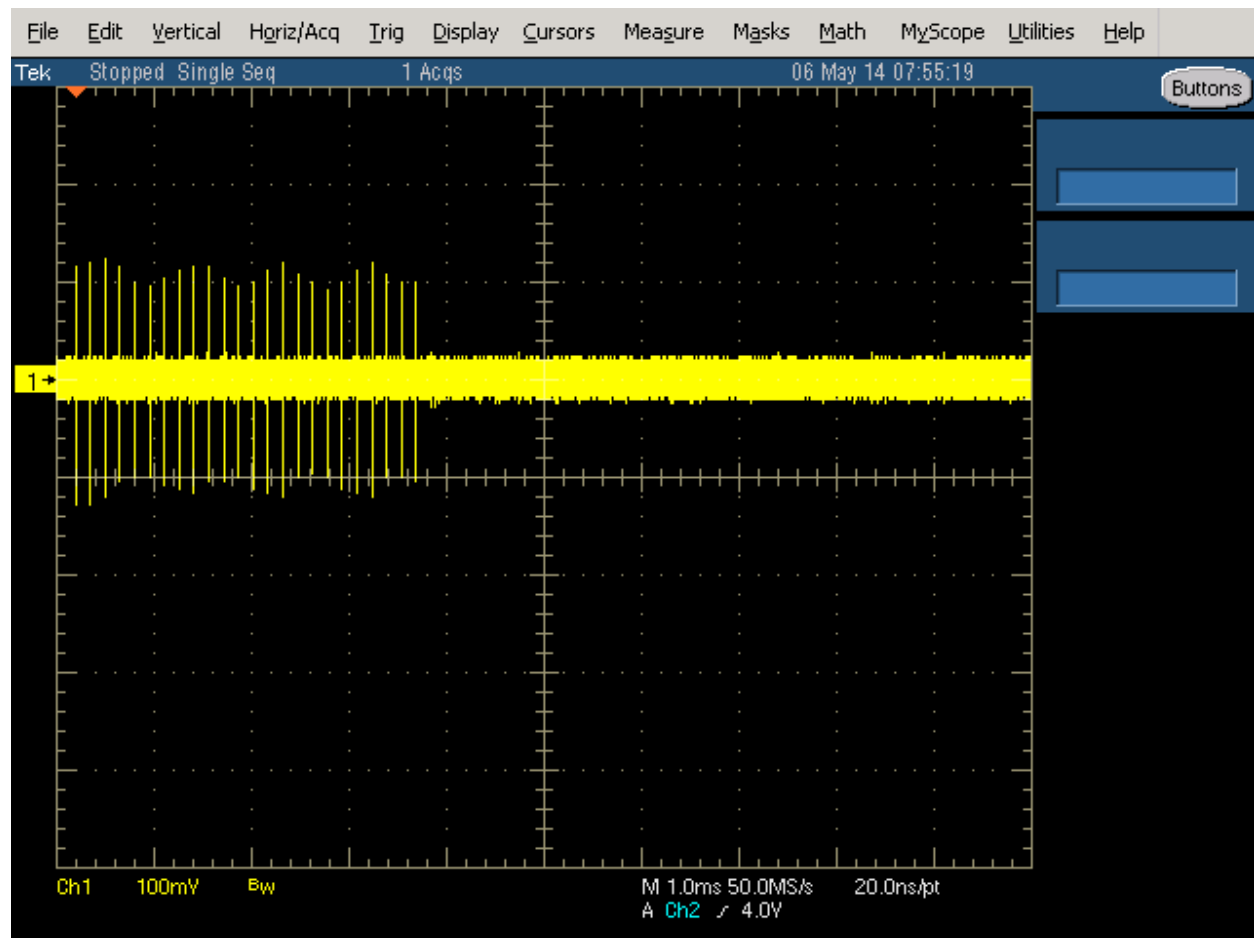 File Edit Vertical Horiz/Acq Trig Display Cursors Measure Masks Math MyScope Utilities Help
Tek Stopped Single Seq 1 Acqs 06 May 14 07:55:19 Buttons
1
Ch1 100mV Bw M 1.0ms 50.0MS/s 20.0ns/pt
A Ch2 / 4.0V